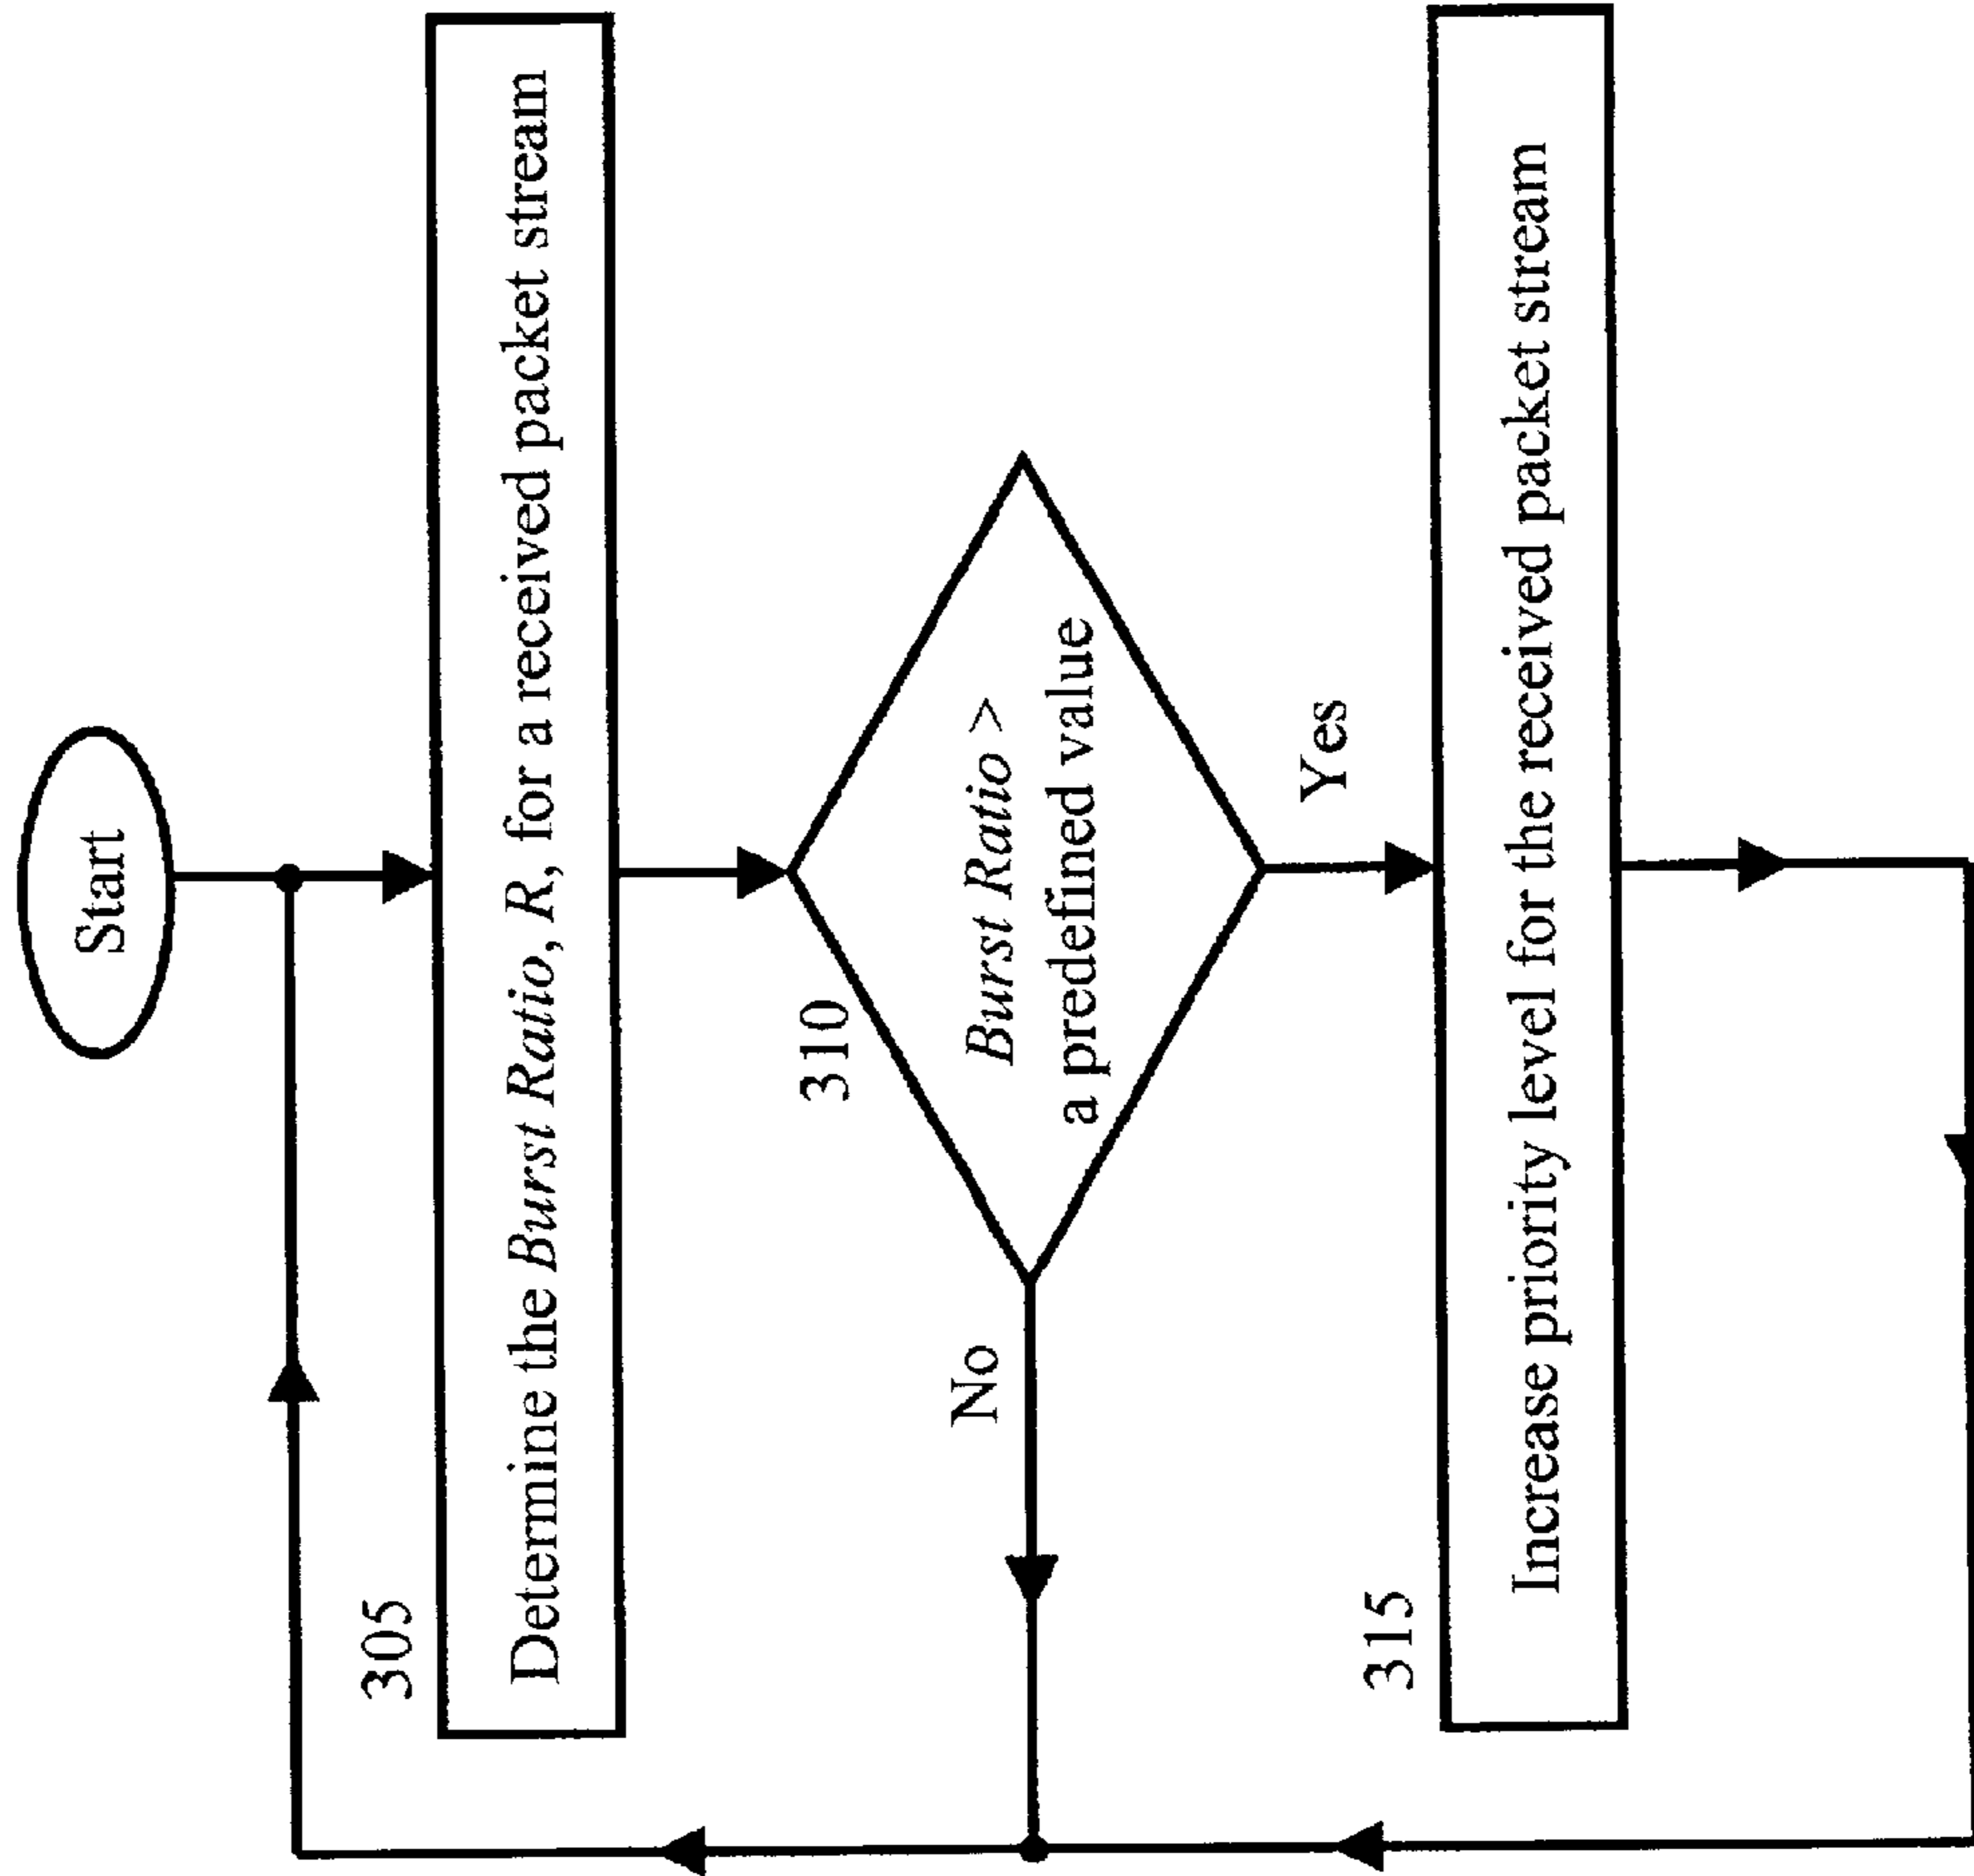 Start
305
Determine the Burst Ratio, R, for a received packet stream
310
Burst Ratio >
a predefined value
No
Yes
315
Increase priority level for the received packet stream